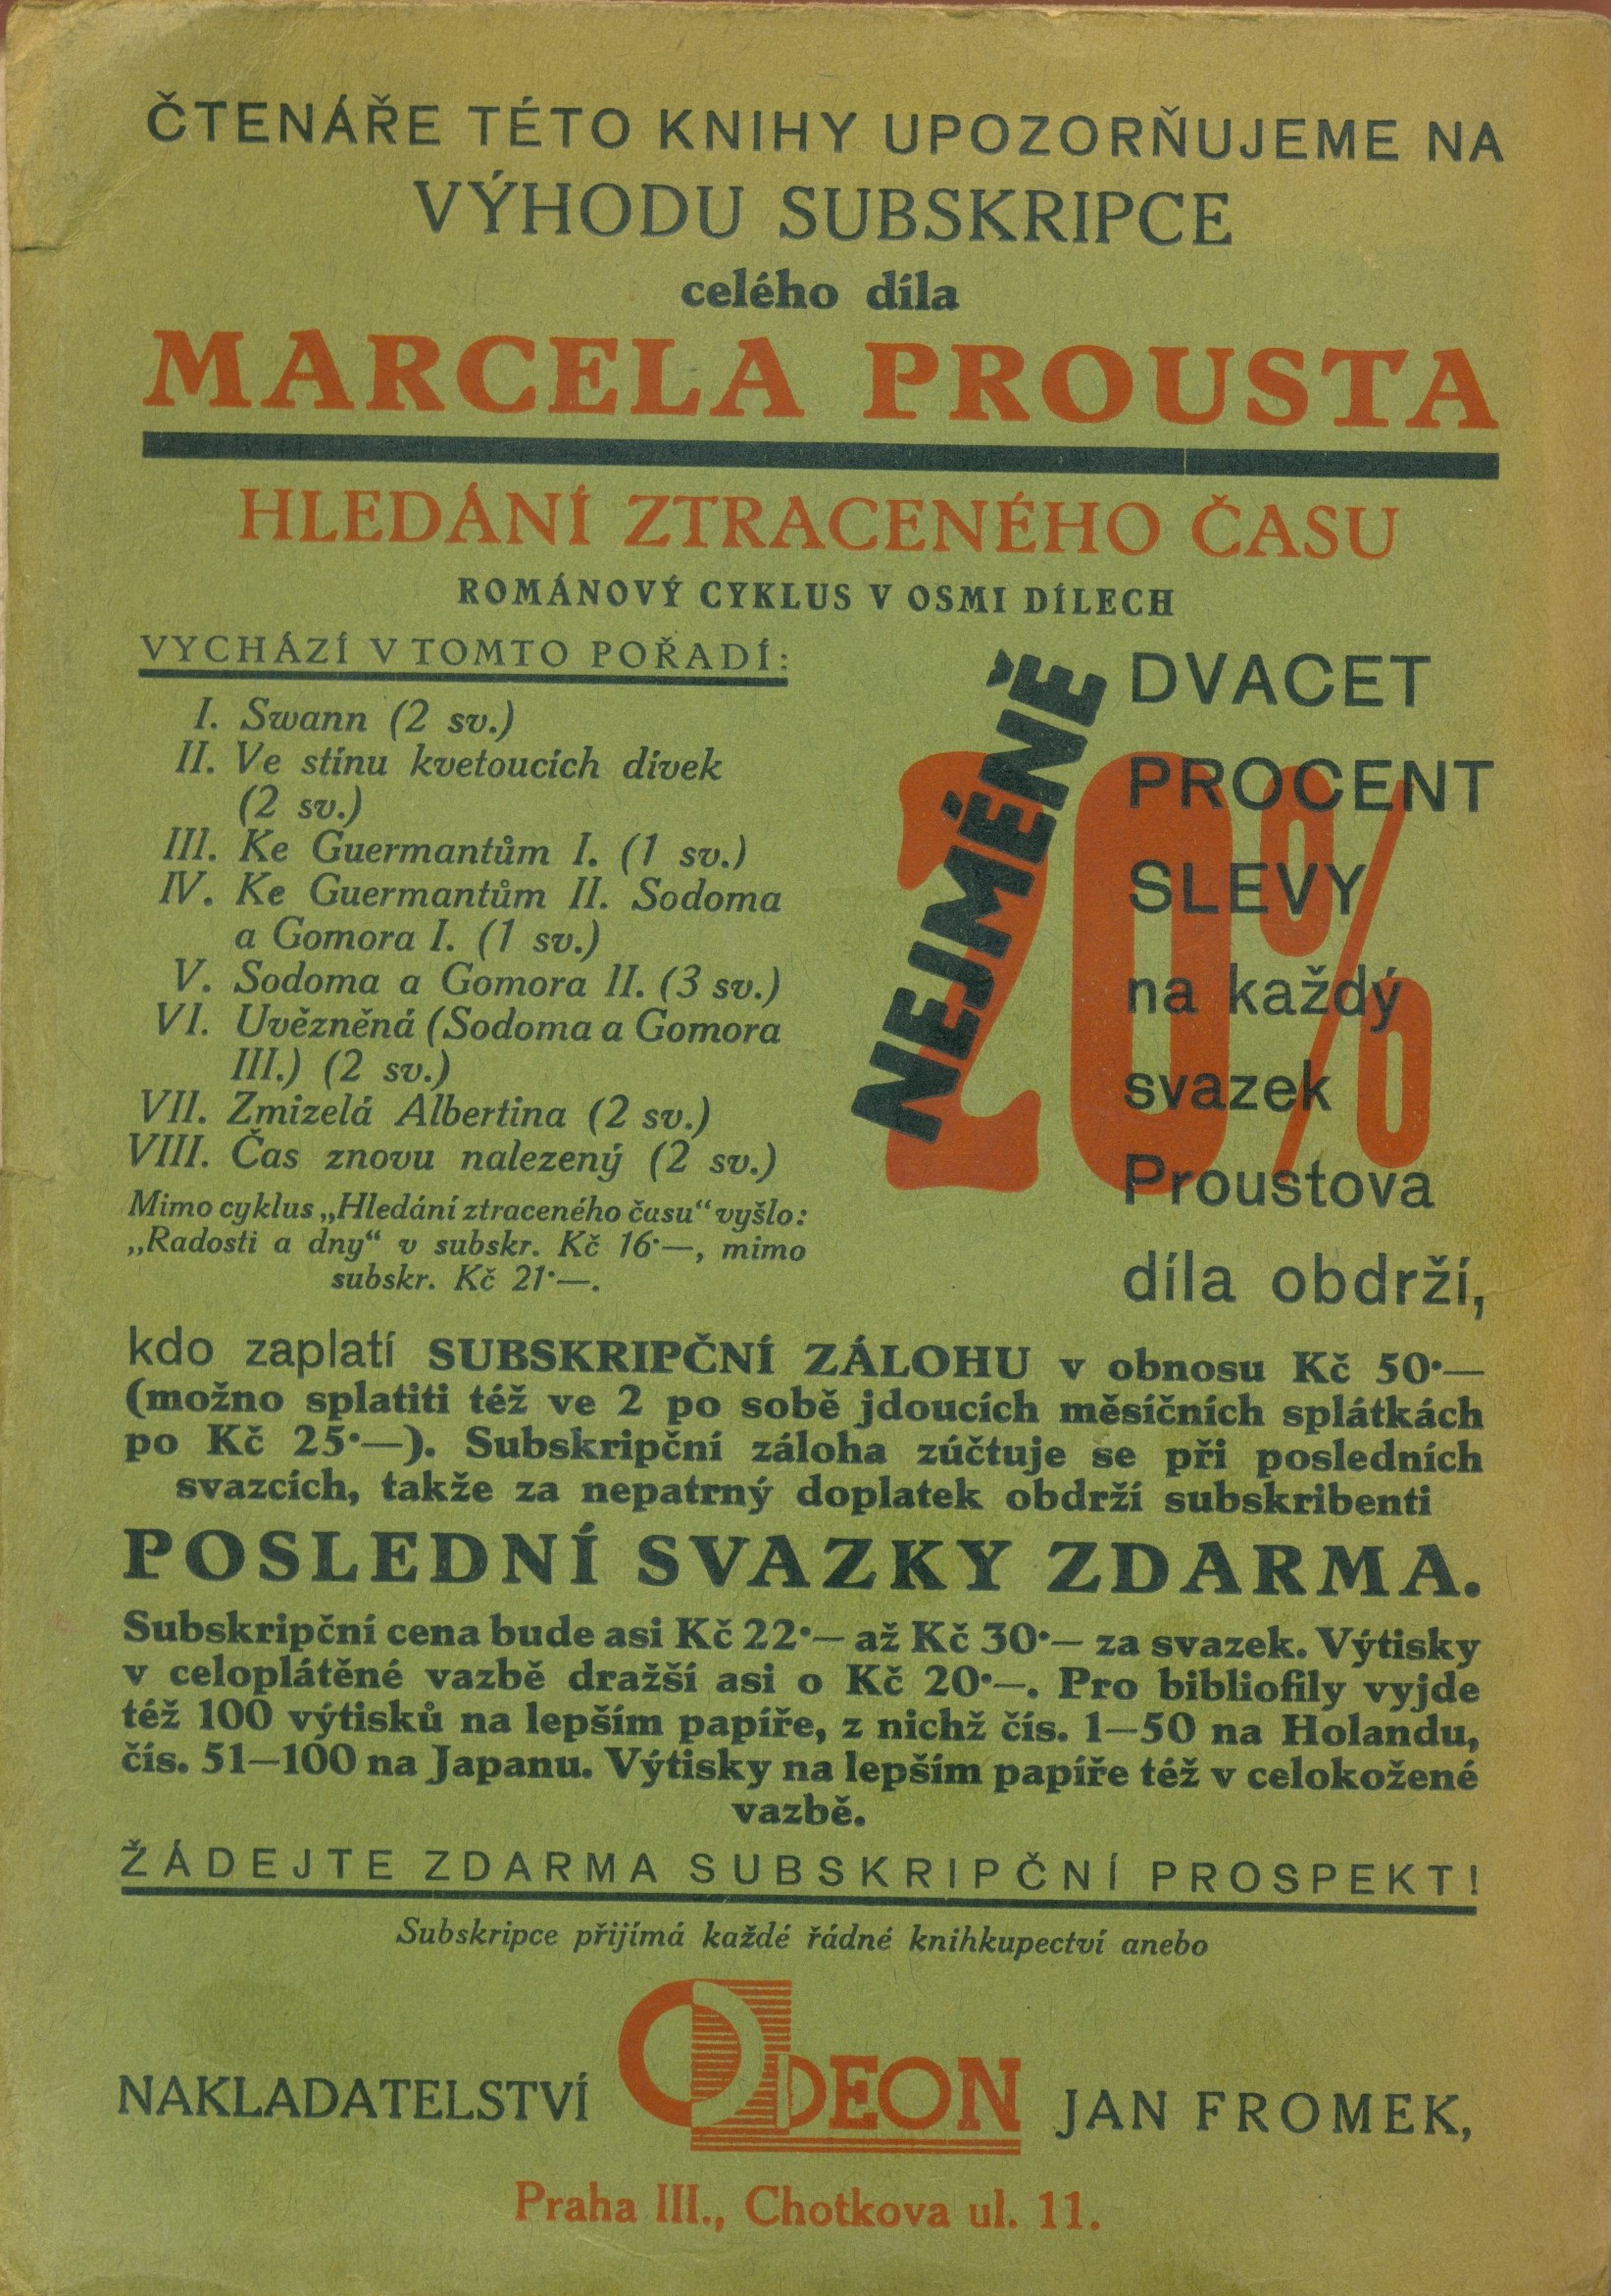 ČTENÁŘE TÉTO KNIHY UPOZORŇUJEME NA
VÝHODU SUBSKRIPCE
celého díla
MARCELA PROUSTA
HLEDÁNÍ ZTRACENÉHO ČASU
ROMÁNOVÝ CYKLUS V OSMI DÍLECH
VYCHÁZÍ V TOMTO POŘADÍ:
I. Swann (2 sv.)
II. Ve stínu kvetoucích dívek
(2 sv.)
III. Ke Guermantům I. (1 sv.)
IV. Ke Guermantům II. Sodoma
a Gomora I. (1 sv.)
V. Sodoma a Gomora II. (3 sv.)
VI. Uvězněná (Sodoma a Gomora
III.) (2 sv.)
VII. Zmizelá Albertina (2 sv.)
VIII. Čas znovu nalezený (2 sv.)
Mimo cyklus „Hledání ztraceného času“ vyšlo:
„Radosti a dny“ v subskr. Kč 16·—, mimo
subskr. Kč 21·—.
NEJMÉNĚ
20%
DVACET
PROCENT
SLEVY
na každý
svazek
Proustova
díla obdrží,
kdo zaplatí SUBSKRIPČNÍ ZÁLOHU v obnosu Kč 50·—
(možno splatiti též ve 2 po sobě jdoucích měsíčních splátkách
po Kč 25·—). Subskripční záloha zúčtuje se při posledních
svazcích, takže za nepatrný doplatek obdrží subskribenti
POSLEDNÍ SVAZKY ZDARMA.
Subskripční cena bude asi Kč 22·— až Kč 30·— za svazek. Výtisky
v celoplátěné vazbě dražší asi o Kč 20·—. Pro bibliofily vyjde
též 100 výtisků na lepším papíře, z nichž čís. 1—50 na Holandu,
čís. 51—100 na Japanu. Výtisky na lepším papíře též v celokožené
vazbě.
ŽÁDEJTE ZDARMA SUBSKRIPČNÍ PROSPEKT!
Subskripce přijímá každé řádné knihkupectví anebo
NAKLADATELSTVÍ ODEON JAN FROMEK,
Praha III., Chotkova ul. 11.